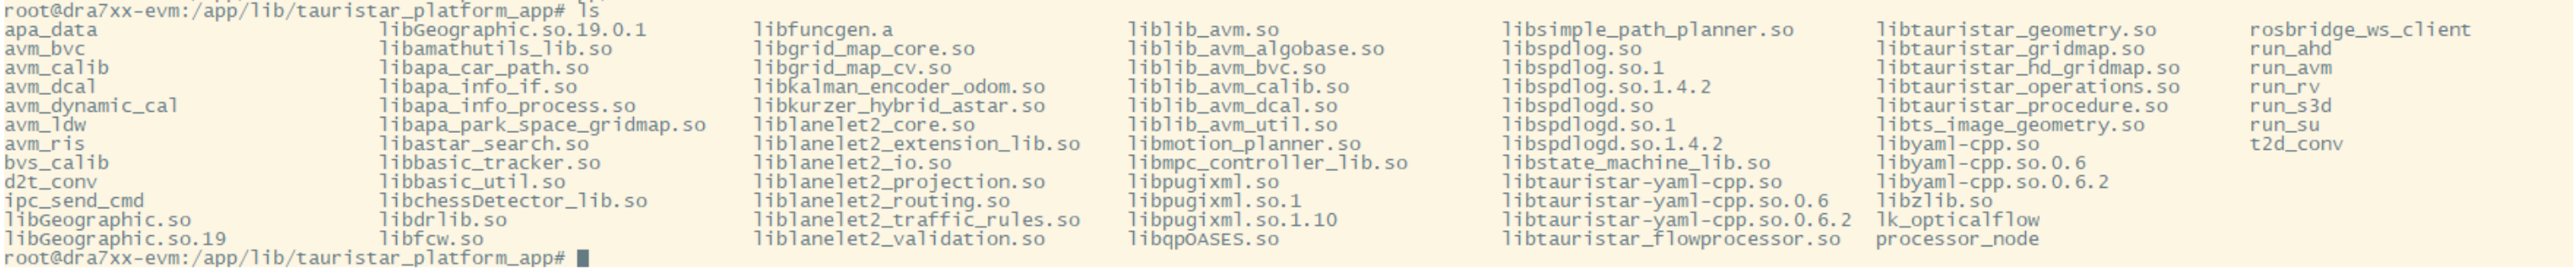 root@dra7xx-evm:/app/lib/tauristar_platform_app# ls
apa_data libGeographic.so.19.0.1 libfuncgen.a liblib_avm.so libsimple_path_planner.so libtauristar_geometry.so rosbridge_ws_client
avm_bvc libamathutils_lib.so libgrid_map_core.so liblib_avm_algobase.so libspdlog.so libtauristar_gridmap.so run_ahd
avm_calib libapa_car_path.so libgrid_map_cv.so liblib_avm_bvc.so libspdlog.so.1 libtauristar_hd_gridmap.so run_avm
avm_dcal libapa_info_if.so libkalman_encoder_odom.so liblib_avm_calib.so libspdlog.so.1.4.2 libtauristar_operations.so run_rv
avm_dynamic_cal libapa_info_process.so libkurzer_hybrid_astar.so liblib_avm_dcal.so libspdlogd.so libtauristar_procedure.so run_s3d
avm_ldw libapa_park_space_gridmap.so liblanelet2_core.so liblib_avm_util.so libspdlogd.so.1 libts_image_geometry.so run_su
avm_ris libastar_search.so liblanelet2_extension_lib.so libmotion_planner.so libspdlogd.so.1.4.2 libyaml-cpp.so t2d_conv
bvs_calib libbasic_tracker.so liblanelet2_io.so libmpc_controller_lib.so libstate_machine_lib.so libyaml-cpp.so.0.6
d2t_conv libbasic_util.so liblanelet2_projection.so libpugixml.so libtauristar-yaml-cpp.so libyaml-cpp.so.0.6.2
ipc_send_cmd libchessDetector_lib.so liblanelet2_routing.so libpugixml.so.1 libtauristar-yaml-cpp.so.0.6 libzlib.so
libGeographic.so libdrlib.so liblanelet2_traffic_rules.so libpugixml.so.1.10 libtauristar-yaml-cpp.so.0.6.2 lk_opticalflow
libGeographic.so.19 libfcw.so liblanelet2_validation.so libqpOASES.so libtauristar_flowprocessor.so processor_node
root@dra7xx-evm:/app/lib/tauristar_platform_app#